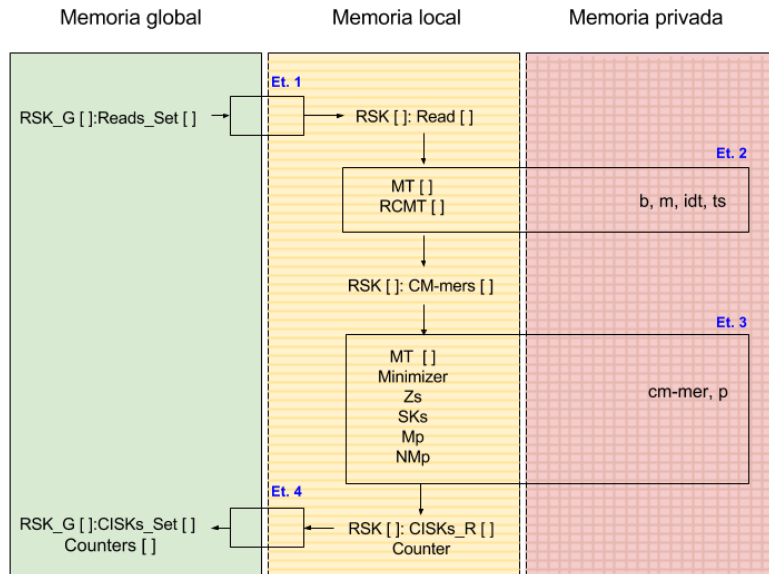 Memoria global
Memoria local
Memoria privada
Et. 1
RSK_G [ ]:Reads_Set [ ]
RSK [ ]: Read [ ]
Et. 2
MT [ ]
RCMT [ ]
b, m, idt, ts
RSK [ ]: CM-mers [ ]
Et. 3
MT [ ]
Minimizer
Zs
SKs
Mp
NMp
cm-mer, p
Et. 4
RSK_G [ ]:CISKs_Set [ ]
Counters [ ]
RSK [ ]: CISKs_R [ ]
Counter